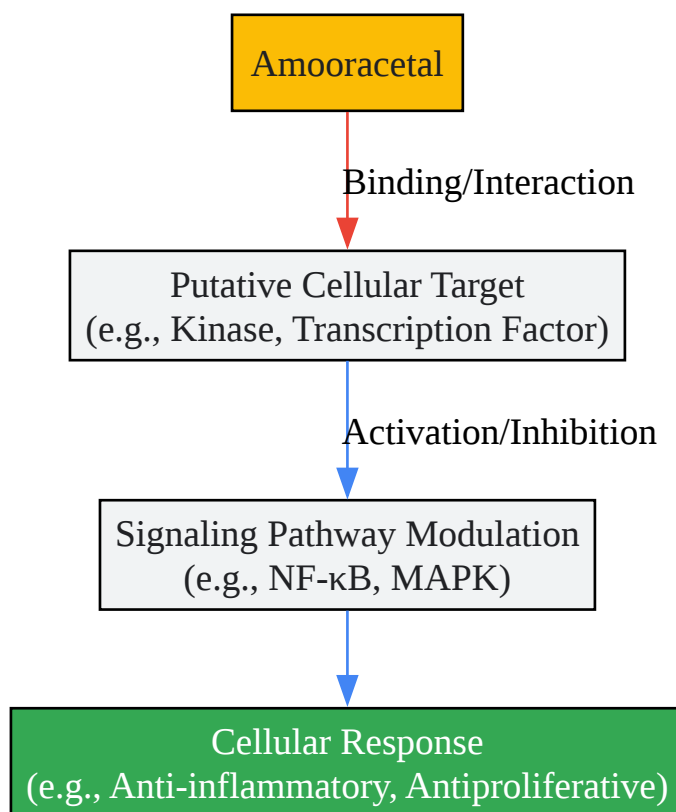 Amooracetal
Binding/Interaction
Putative Cellular Target
(e.g., Kinase, Transcription Factor)
Activation/Inhibition
Signaling Pathway Modulation
(e.g., NF-κB, MAPK)
Cellular Response
(e.g., Anti-inflammatory, Antiproliferative)